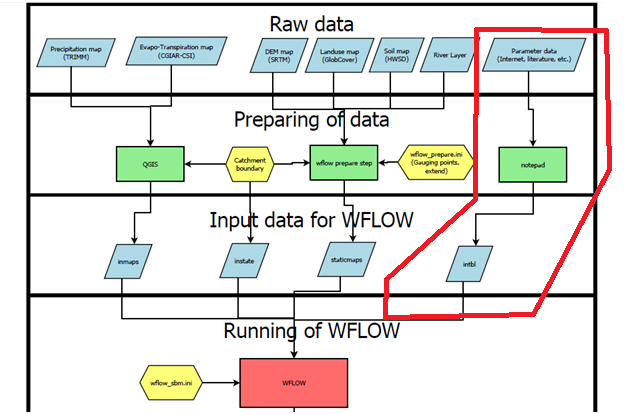 Raw data
Precipitation map
(TRIMM)
Evapo-Transpiration map
(CGIAR-CSI)
DEM map
(SRTM)
Landuse map
(GlobCover)
Soil map
(HWSD)
River Layer
Parameter data
(Internet, literature, etc.)
Preparing of data
QGIS
Catchment
boundary
wflow prepare step
wflow_prepare.ini
(Gauging points,
extend)
notepad
Input data for WFLOW
inmaps
instate
staticmaps
intbl
Running of WFLOW
wflow_sbm.ini
WFLOW